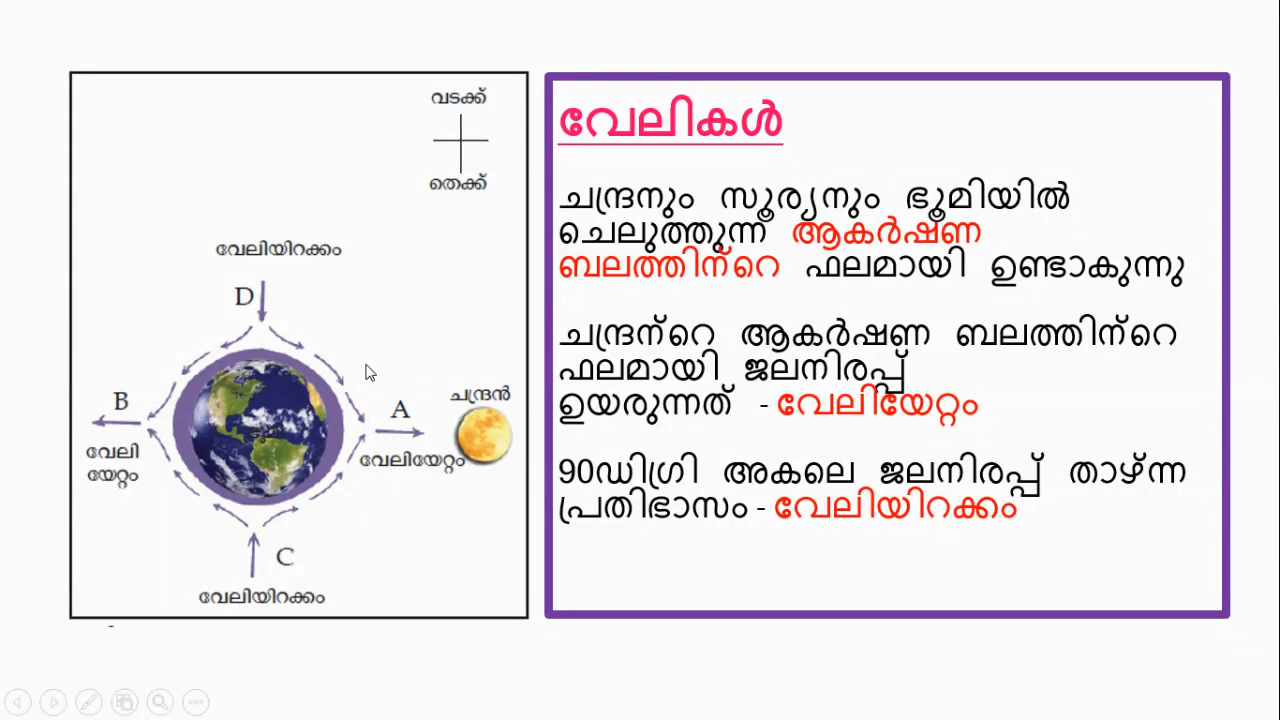 വടക്ക്
തെക്ക്
വേലിയിറക്കം
D
B
A
ചന്ദ്രൻ
വേലി
യേറ്റം
വേലിയേറ്റം
C
വേലിയിറക്കം
വേലികൾ
ചന്ദ്രനും സൂര്യനും ഭൂമിയിൽ
ചെലുത്തുന്ന ആകർഷണ
ബലത്തിന്റെ ഫലമായി ഉണ്ടാകുന്നു
ചന്ദ്രന്റെ ആകർഷണ ബലത്തിന്റെ
ഫലമായി ജലനിരപ്പ്
ഉയരുന്നത് - വേലിയേറ്റം
90ഡിഗ്രി അകലെ ജലനിരപ്പ് താഴ്ന്ന
പ്രതിഭാസം - വേലിയിറക്കം